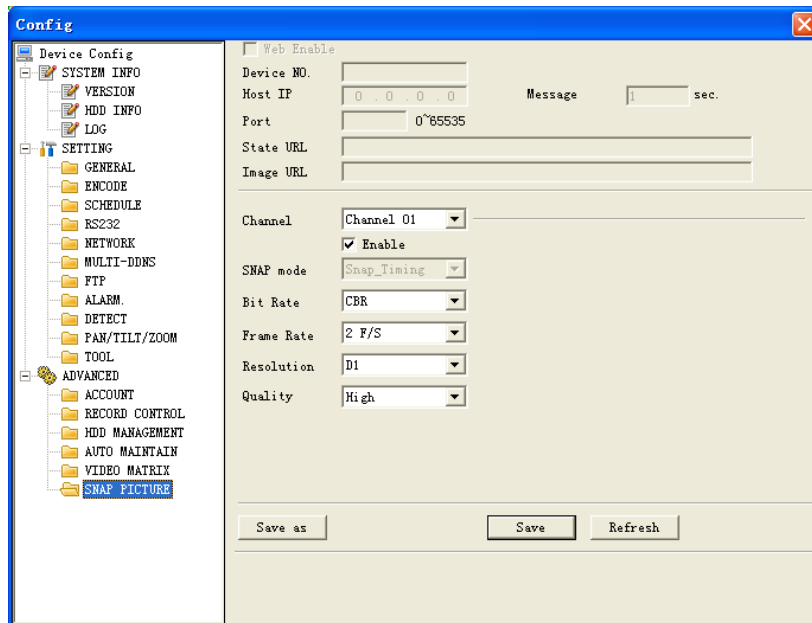 Config
Device Config
SYSTEM INFO
VERSION
HDD INFO
LOG
SETTING
GENERAL
ENCODE
SCHEDULE
RS232
NETWORK
MULTI-DDNS
FTP
ALARM.
DETECT
PAN/TILT/ZOOM
TOOL
ADVANCED
ACCOUNT
RECORD CONTROL
HDD MANAGEMENT
AUTO MAINTAIN
VIDEO MATRIX
SNAP PICTURE
Web Enable
Device NO.
Host IP 0 . 0 . 0 . 0 Message 1 sec.
Port 0~65535
State URL
Image URL
Channel Channel 01
Enable
SNAP mode Snap_Timing
Bit Rate CBR
Frame Rate 2 F/S
Resolution D1
Quality High
Save as Save Refresh